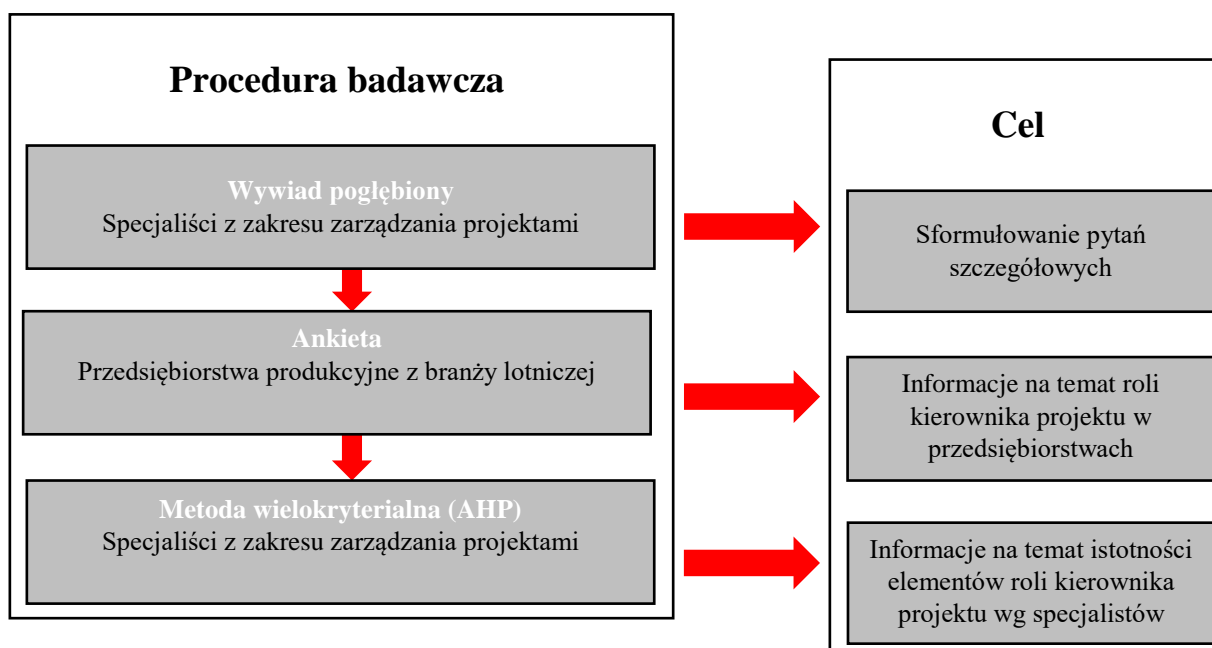 Procedura badawcza
Wywiad pogłębiony
Specjaliści z zakresu zarządzania projektami
Ankieta
Przedsiębiorstwa produkcyjne z branży lotniczej
Metoda wielokryterialna (AHP)
Specjaliści z zakresu zarządzania projektami
Cel
Sformułowanie pytań
szczegółowych
Informacje na temat roli
kierownika projektu w
przedsiębiorstwach
Informacje na temat istotności
elementów roli kierownika
projektu wg specjalistów